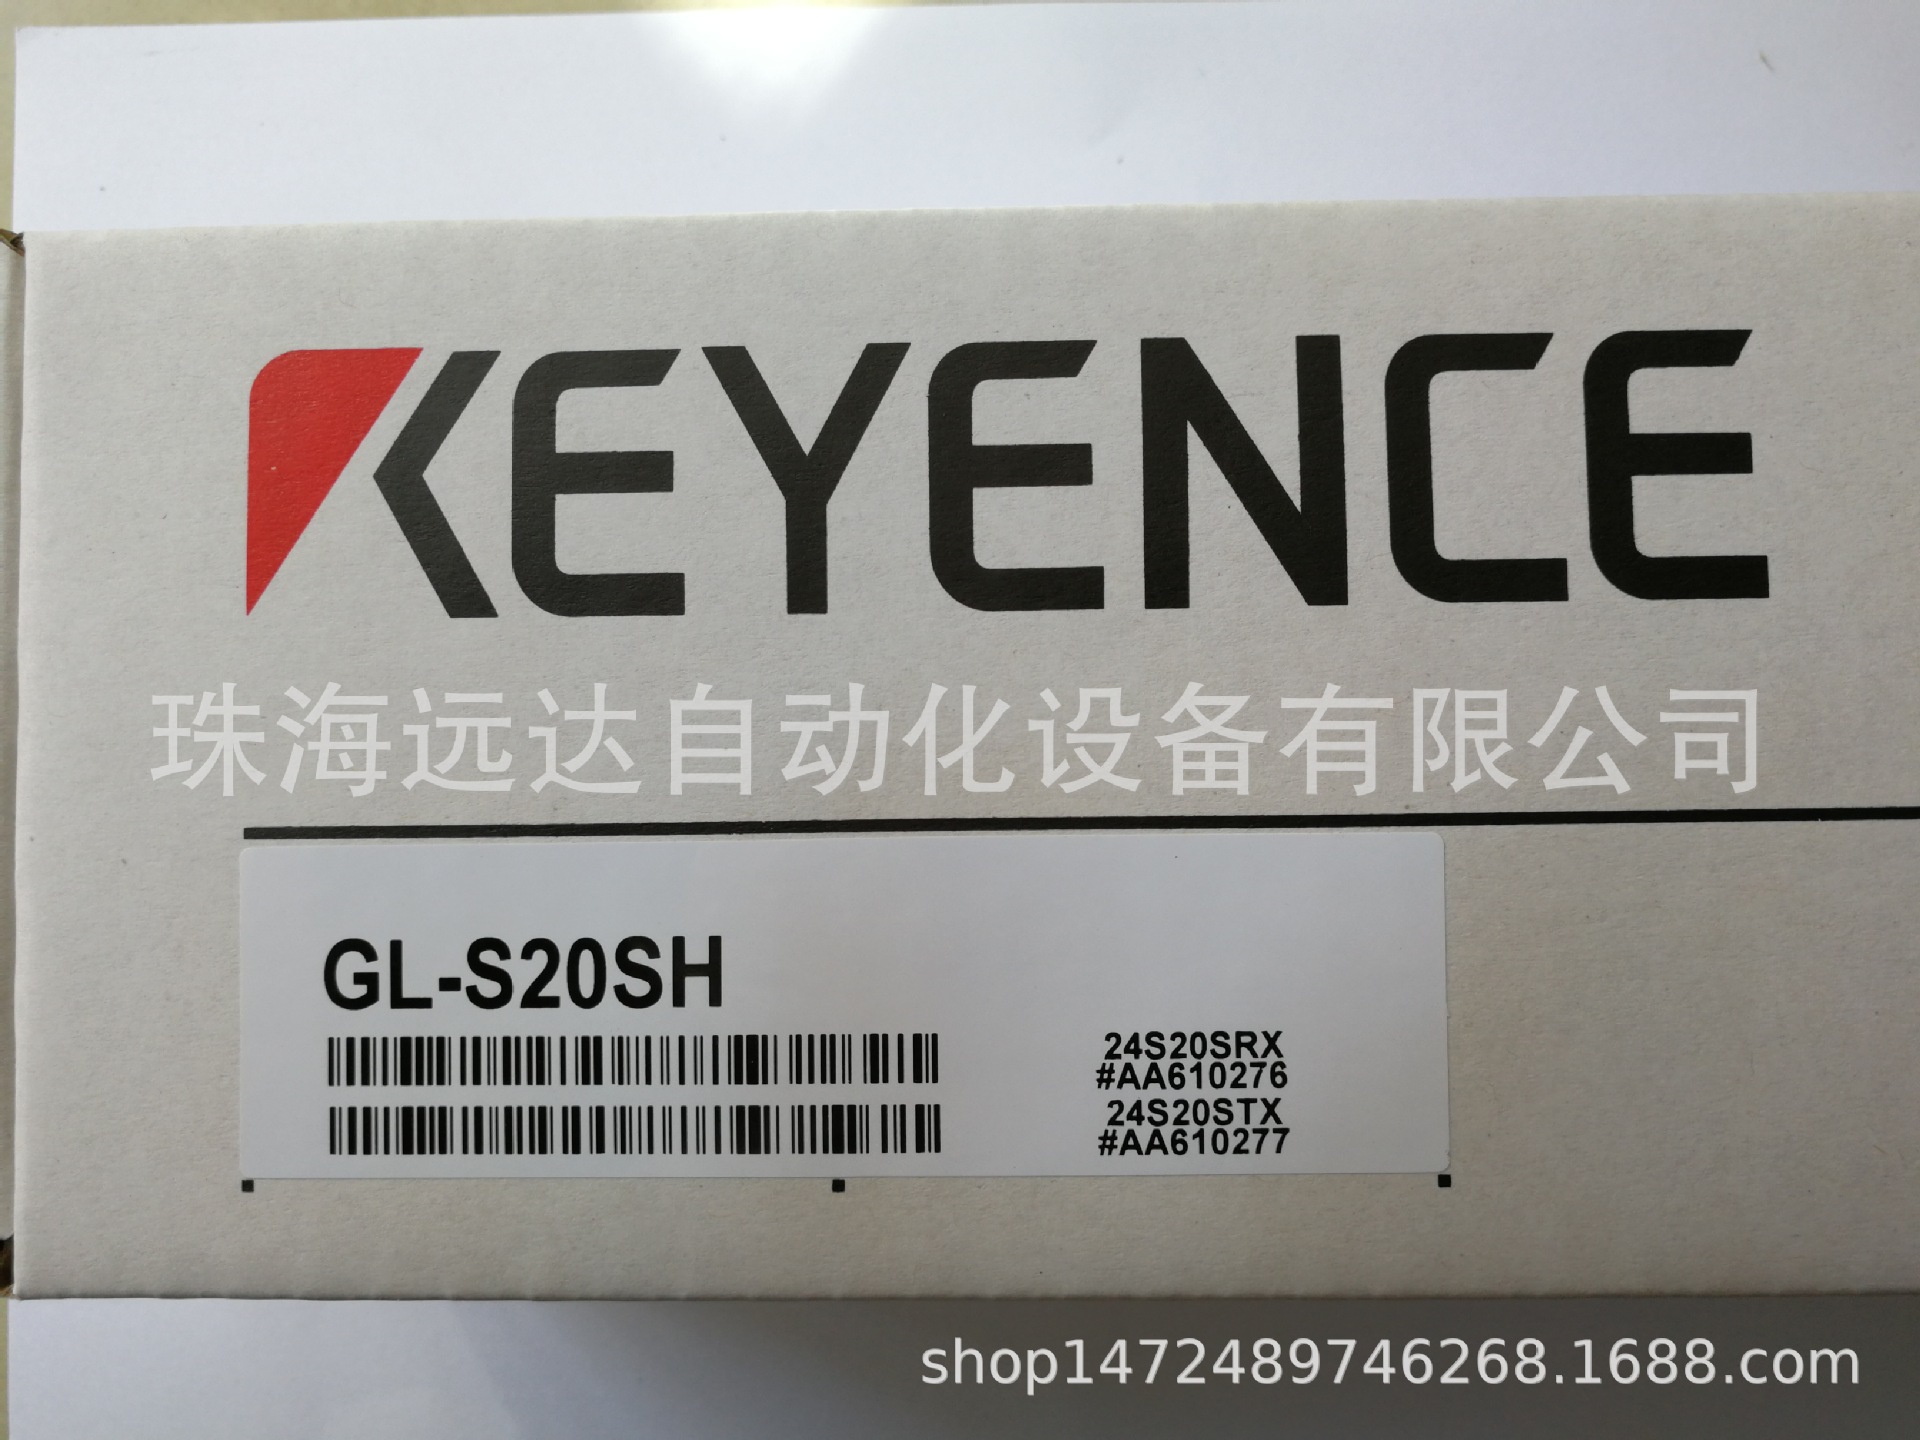 KEYENCE
珠海远达自动化设备有限公司
GL-S20SH
24S20SRX
#AA610276
24S20STX
#AA610277
shop1472489746268.1688.com